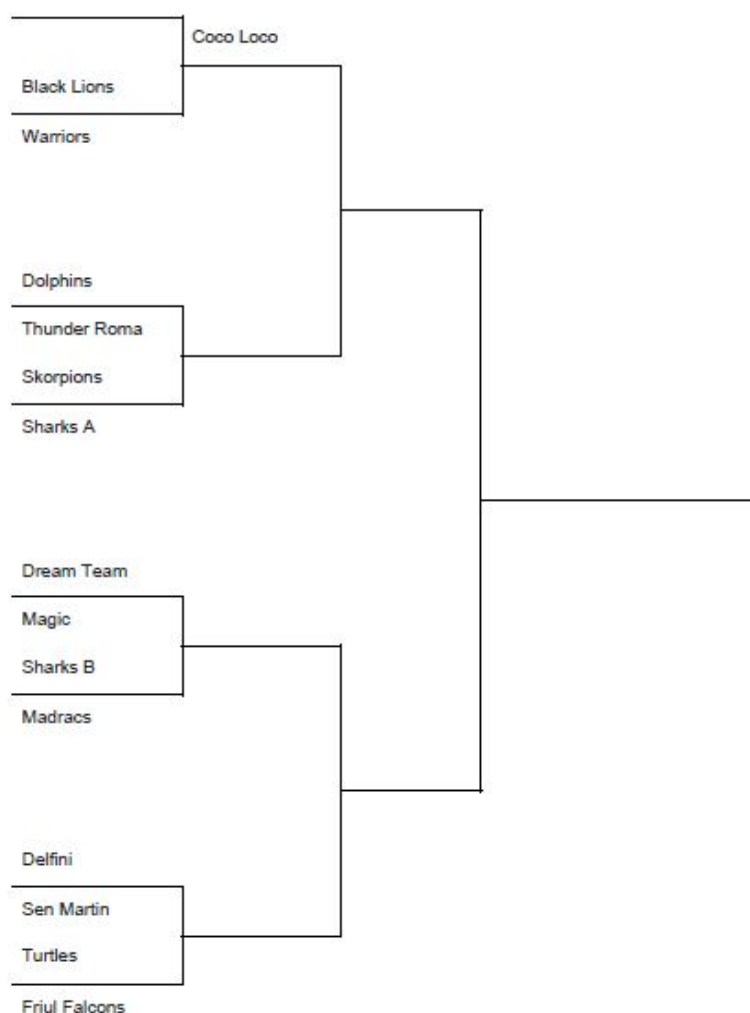 Coco Loco
Black Lions
Warriors
Dolphins
Thunder Roma
Skorpions
Sharks A
Dream Team
Magic
Sharks B
Madracs
Delfini
Sen Martin
Turtles
Friul Falcons